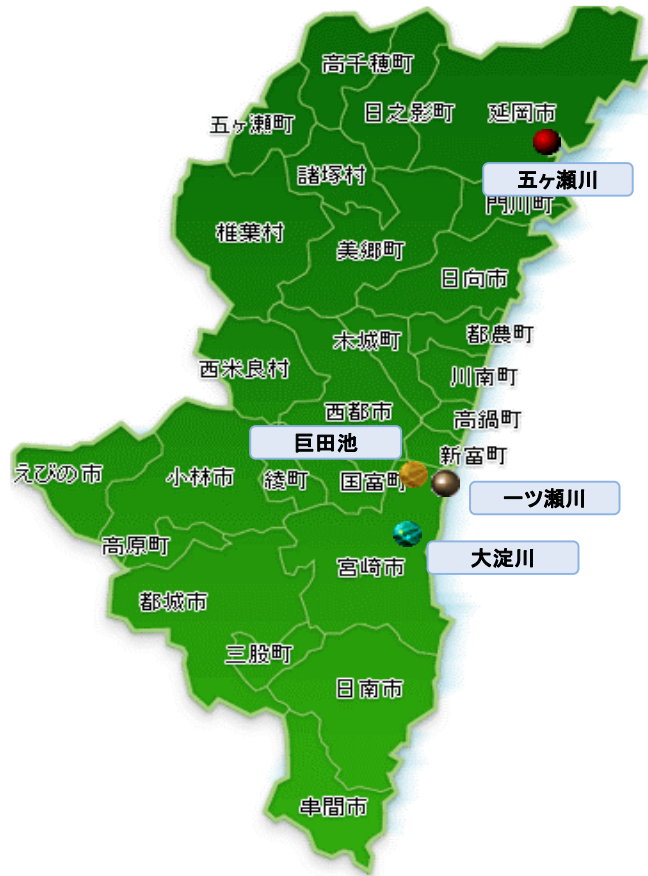 高千穂町
日之影町
延岡市
五ヶ瀬町
五ヶ瀬川
諸塚村
門川町
椎葉村
美郷町
日向市
木城町
都農町
西米良村
川南町
西都市
高鍋町
巨田池
新富町
えびの市
小林市
綾町
国富町
一ツ瀬川
高原町
大淀川
宮崎市
都城市
三股町
日南市
串間市